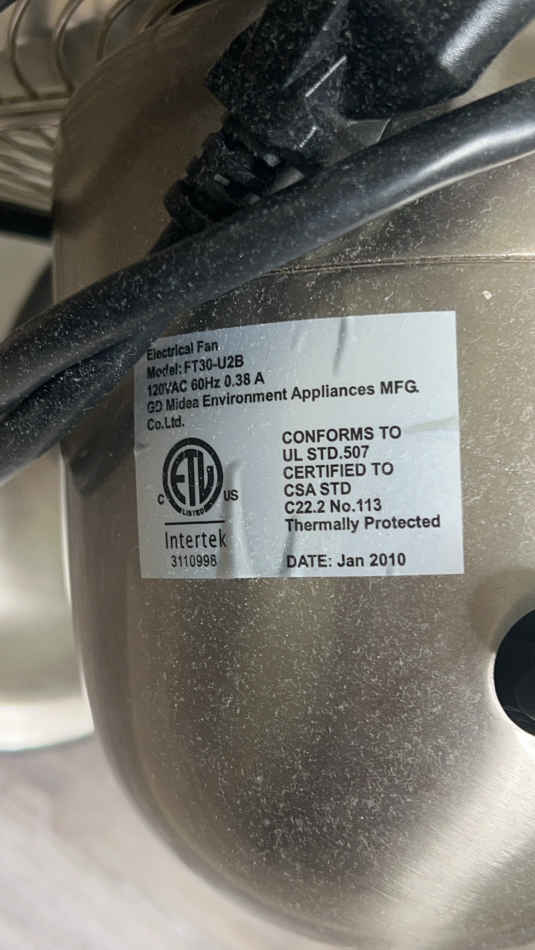 Electrical Fan
Model: FT30-U2B
120VAC 60Hz 0.38 A
GD Midea Environment Appliances MFG.
Co.Ltd.
ETL
LISTED
C
US
Intertek
3110998
CONFORMS TO
UL STD.507
CERTIFIED TO
CSA STD
C22.2 No.113
Thermally Protected
DATE: Jan 2010